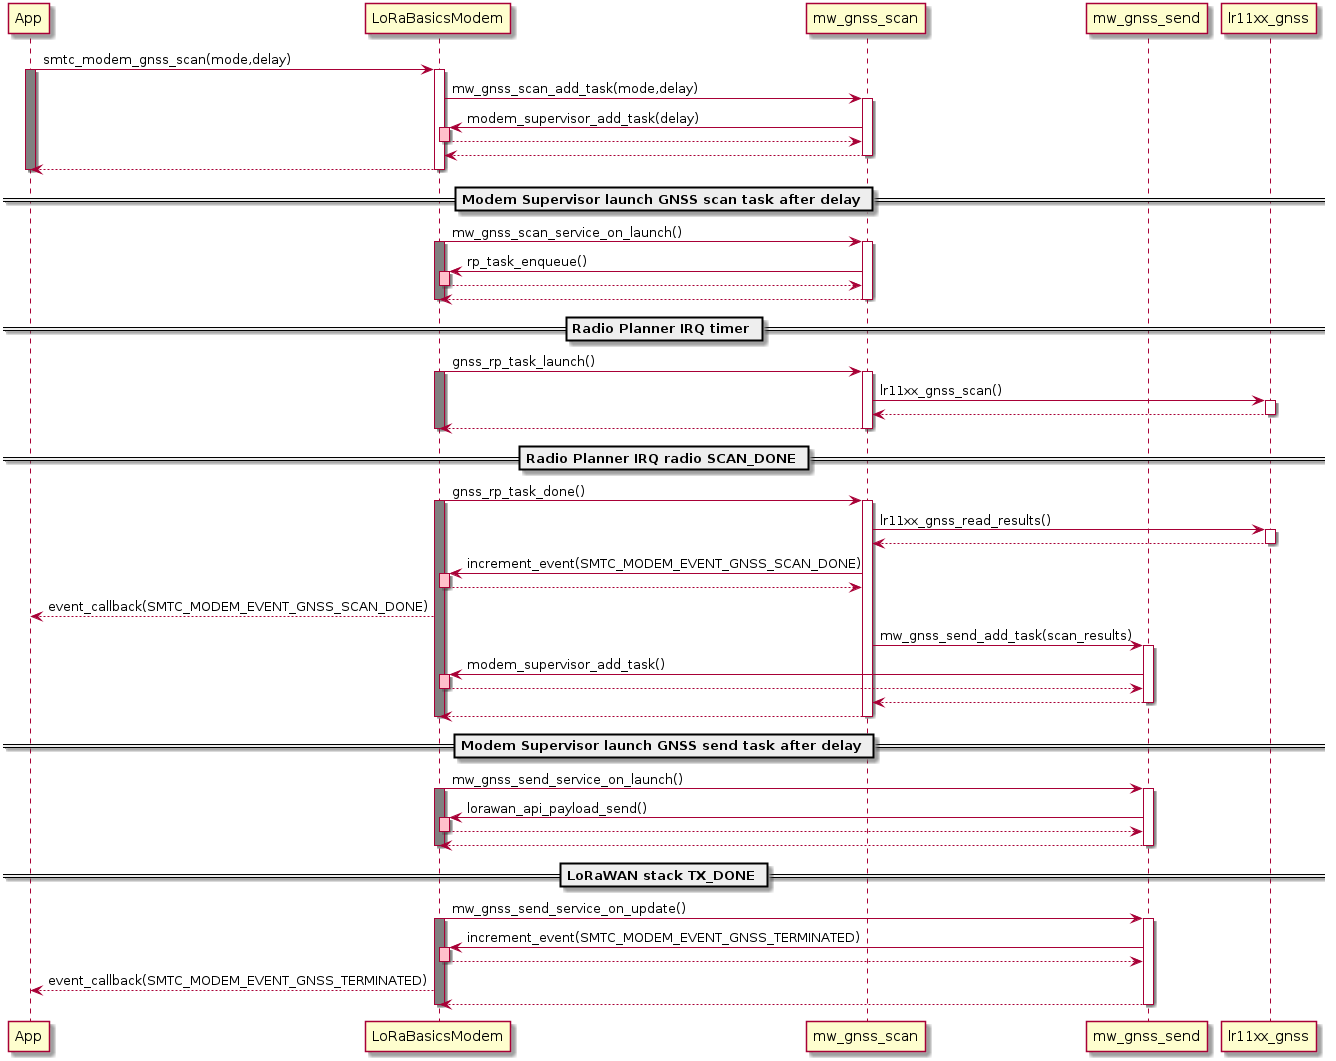 App
LoRaBasicsModem
mw_gnss_scan
mw_gnss_send
lr11xx_gnss
smtc_modem_gnss_scan(mode,delay)
mw_gnss_scan_add_task(mode,delay)
modem_supervisor_add_task(delay)
Modem Supervisor launch GNSS scan task after delay
mw_gnss_scan_service_on_launch()
rp_task_enqueue()
Radio Planner IRQ timer
gnss_rp_task_launch()
lr11xx_gnss_scan()
Radio Planner IRQ radio SCAN_DONE
gnss_rp_task_done()
lr11xx_gnss_read_results()
increment_event(SMTC_MODEM_EVENT_GNSS_SCAN_DONE)
event_callback(SMTC_MODEM_EVENT_GNSS_SCAN_DONE)
mw_gnss_send_add_task(scan_results)
modem_supervisor_add_task()
Modem Supervisor launch GNSS send task after delay
mw_gnss_send_service_on_launch()
lorawan_api_payload_send()
LoRaWAN stack TX_DONE
mw_gnss_send_service_on_update()
increment_event(SMTC_MODEM_EVENT_GNSS_TERMINATED)
event_callback(SMTC_MODEM_EVENT_GNSS_TERMINATED)
App
LoRaBasicsModem
mw_gnss_scan
mw_gnss_send
lr11xx_gnss